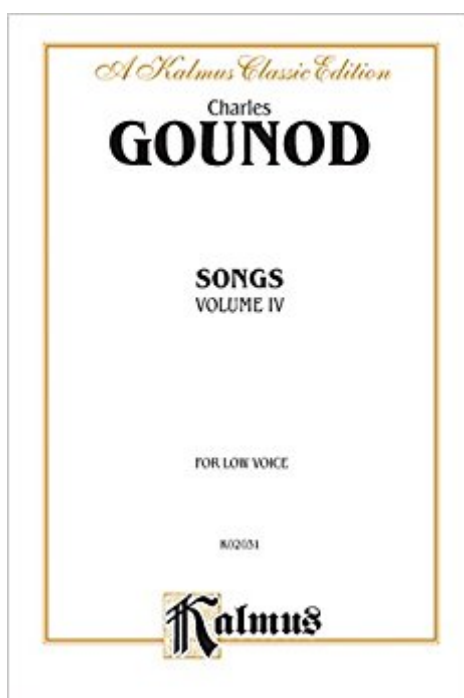 A Kalmus Classic Edition
Charles
GOUNOD
SONGS
VOLUME IV
FOR LOW VOICE
K02031
Kalmus